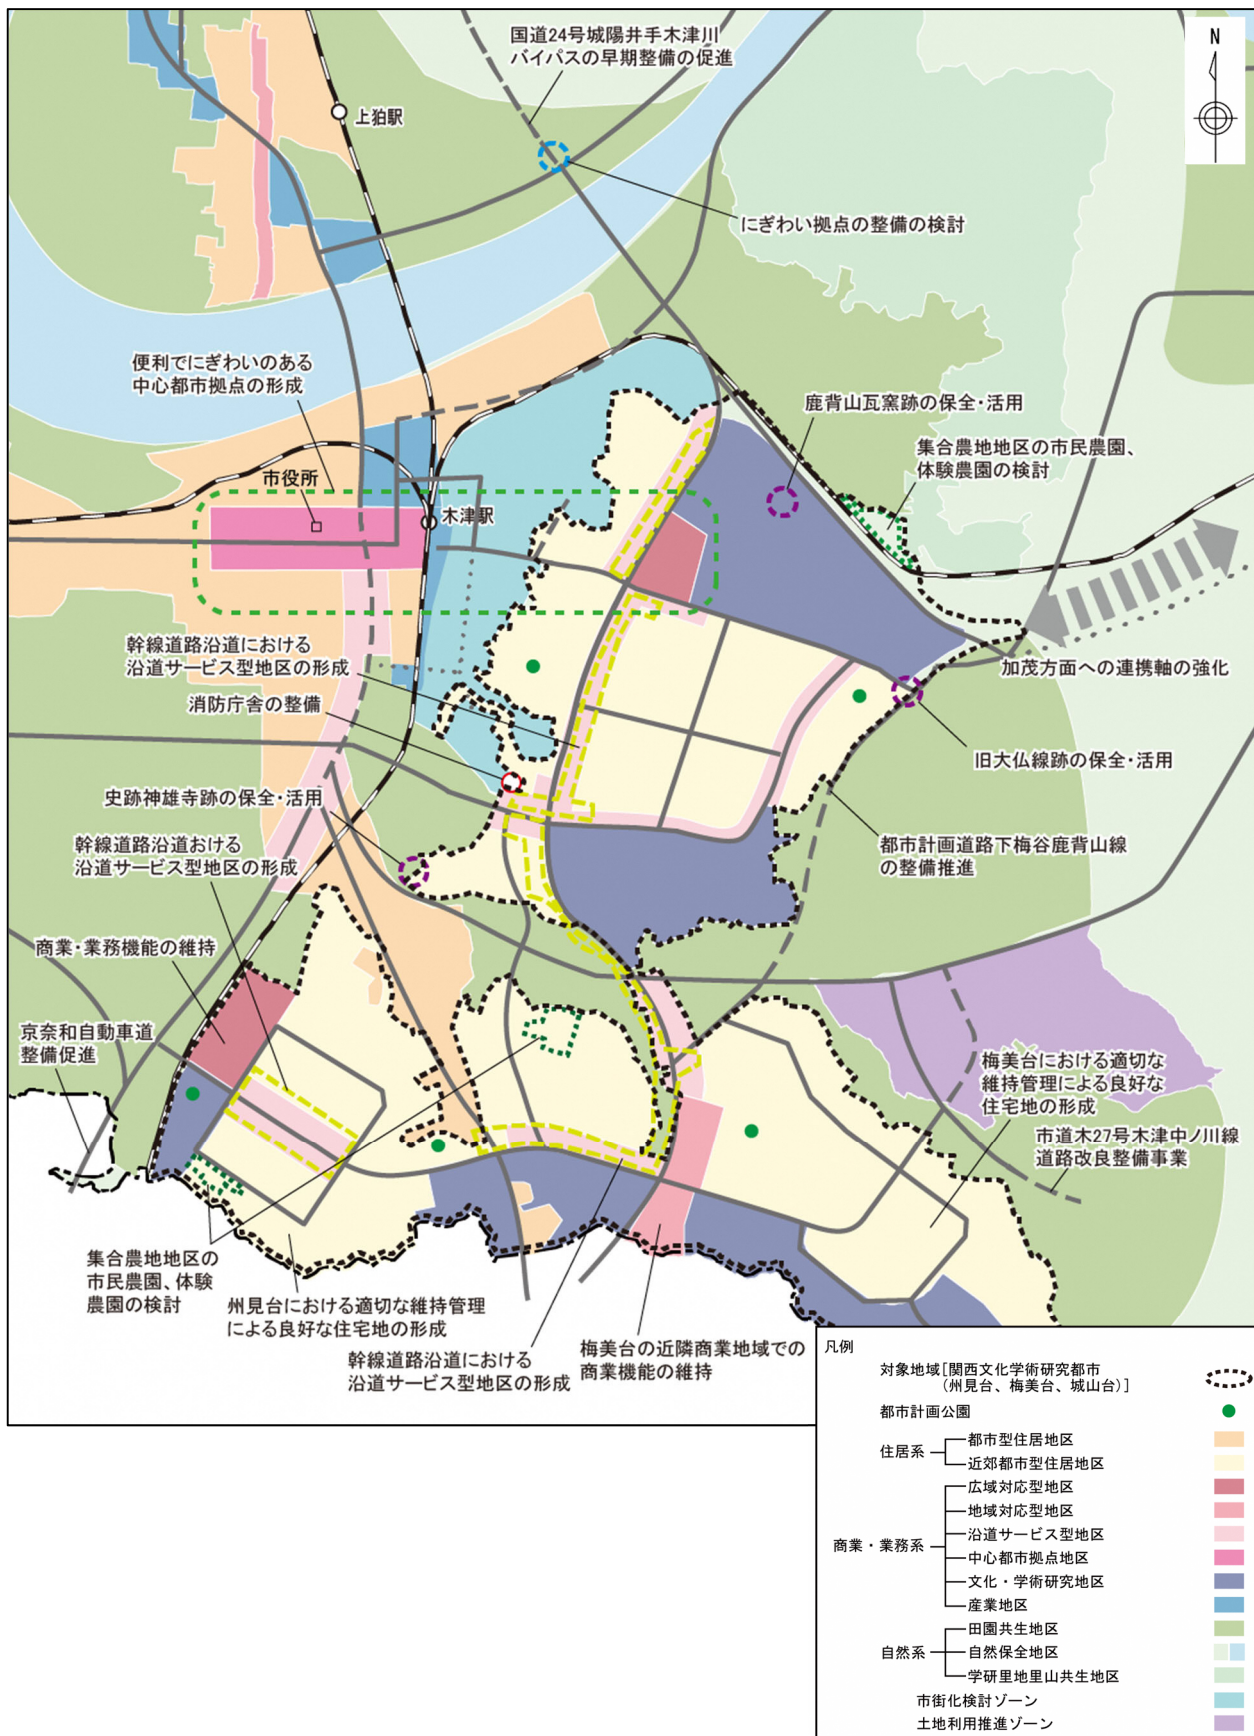 国道24号城陽井手木津川
バイパスの早期整備の促進
N
上狛駅
にぎわい拠点の整備の検討
便利でにぎわいのある
中心都市拠点の形成
鹿背山瓦窯跡の保全・活用
集合農地地区の市民農園、
体験農園の検討
市役所
木津駅
幹線道路沿道における
沿道サービス型地区の形成
加茂方面への連携軸の強化
消防庁舎の整備
旧大仏線跡の保全・活用
史跡神雄寺跡の保全・活用
幹線道路沿道おける
沿道サービス型地区の形成
都市計画道路下梅谷鹿背山線
の整備推進
商業・業務機能の維持
京奈和自動車道
整備促進
梅美台における適切な
維持管理による良好な
住宅地の形成
市道木27号木津中ノ川線
道路改良整備事業
集合農地地区の
市民農園、体験
農園の検討
州見台における適切な維持管理
による良好な住宅地の形成
幹線道路沿道における
沿道サービス型地区の形成
梅美台の近隣商業地域での
商業機能の維持
凡例
対象地域[関西文化学術研究都市
(州見台、梅美台、城山台)]
都市計画公園
住居系
都市型住居地区
近郊都市型住居地区
商業・業務系
広域対応型地区
地域対応型地区
沿道サービス型地区
中心都市拠点地区
文化・学術研究地区
産業地区
自然系
田園共生地区
自然保全地区
学研里地里山共生地区
市街化検討ゾーン
土地利用推進ゾーン